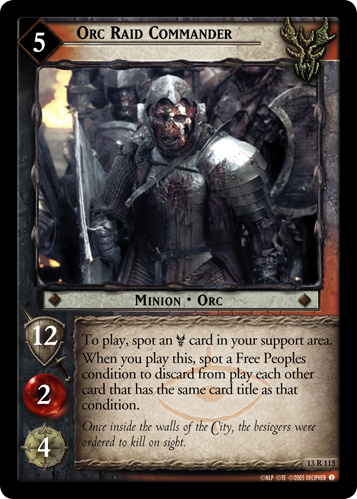 5
Orc Raid Commander
Minion • Orc
12
2
4
To play, spot an card in your support area.
When you play this, spot a Free Peoples
condition to discard from play each other
card that has the same card title as that
condition.
Once inside the walls of the City, the besiegers were
ordered to kill on sight.
13 R 115
©NLP ©TE ©2005 DECIPHER